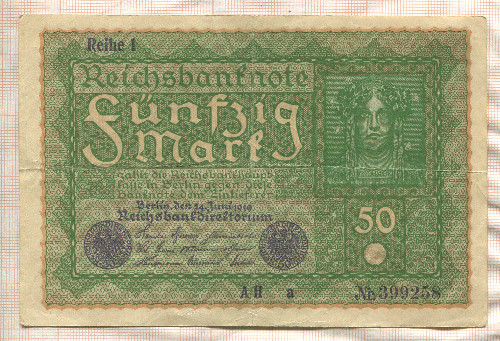 Reihe 1
Reichsbanknote
Fünfzig
Mark
zahlt die Reichsbankhaupt
kasse in Berlin gegen diese
Banknote dem Einlieferer
Berlin, den 24. Juni 1919
Reichsbankdirektorium
50
A H a
№ 399258